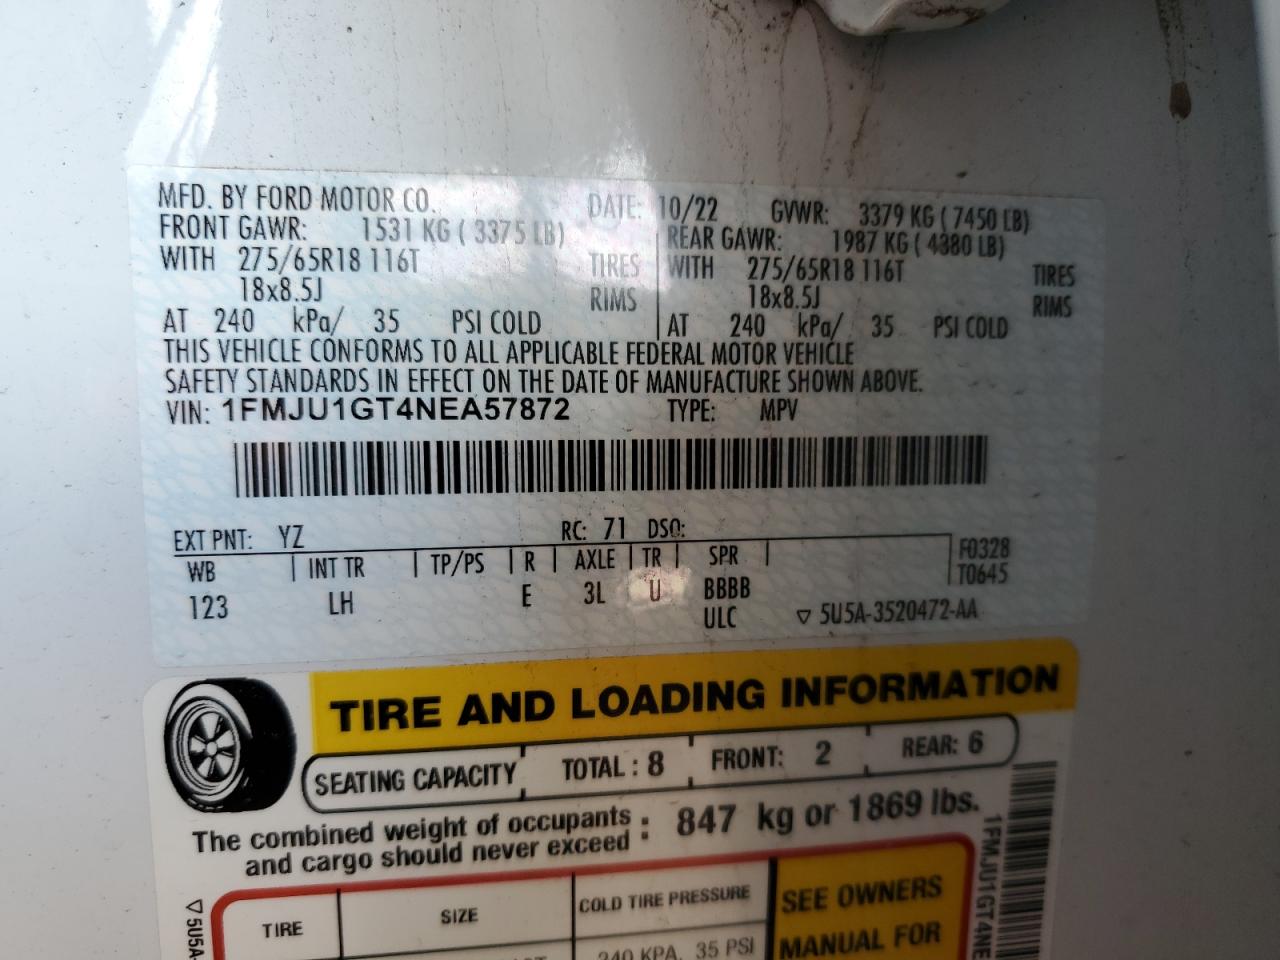 MFD. BY FORD MOTOR CO. DATE: 10/22 GVWR: 3379 KG ( 7450 LB)
FRONT GAWR: 1531 KG ( 3375 LB) REAR GAWR: 1987 KG ( 4380 LB)
WITH 275/65R18 116T TIRES WITH 275/65R18 116T TIRES
18x8.5J RIMS 18x8.5J RIMS
AT 240 kPa/ 35 PSI COLD AT 240 kPa/ 35 PSI COLD
THIS VEHICLE CONFORMS TO ALL APPLICABLE FEDERAL MOTOR VEHICLE
SAFETY STANDARDS IN EFFECT ON THE DATE OF MANUFACTURE SHOWN ABOVE.
VIN: 1FMJU1GT4NEA57872 TYPE: MPV
EXT PNT: YZ RC: 71 DSO:
WB INT TR TP/PS R AXLE TR SPR F0328
T0645
123 LH E 3L U BBBB
ULC ▽ 5U5A-3520472-AA
TIRE AND LOADING INFORMATION
SEATING CAPACITY TOTAL : 8 FRONT: 2 REAR: 6
The combined weight of occupants : 847 kg or 1869 lbs.
and cargo should never exceed
TIRE SIZE COLD TIRE PRESSURE SEE OWNERS
240 KPA, 35 PSI MANUAL FOR
▽ 5U5A-
1FMJU1GT4NE